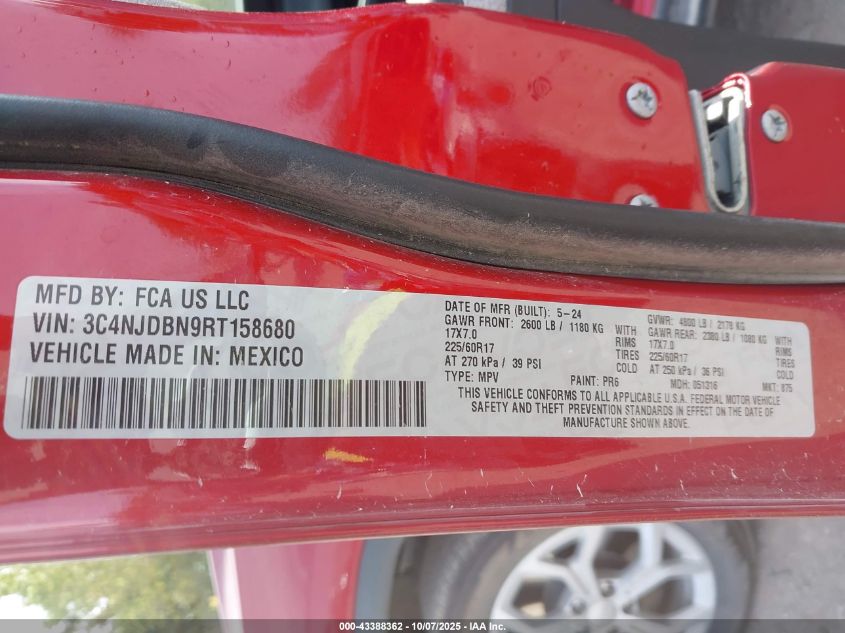 MFD BY: FCA US LLC
VIN: 3C4NJDBN9RT158680
VEHICLE MADE IN: MEXICO
DATE OF MFR (BUILT): 5-24
GAWR FRONT: 2600 LB / 1180 KG WITH
17X7.0 RIMS
225/60R17 TIRES
AT 270 kPa / 39 PSI COLD
TYPE: MPV PAINT: PR6
GVWR: 4800 LB / 2178 KG
GAWR REAR: 2380 LB / 1080 KG WITH
17X7.0 RIMS
225/60R17 TIRES
AT 250 kPa / 36 PSI COLD
MDH: 051316 MKT: 875
THIS VEHICLE CONFORMS TO ALL APPLICABLE U.S.A. FEDERAL MOTOR VEHICLE
SAFETY AND THEFT PREVENTION STANDARDS IN EFFECT ON THE DATE OF
MANUFACTURE SHOWN ABOVE.
000-43388362 - 10/07/2025 - IAA Inc.